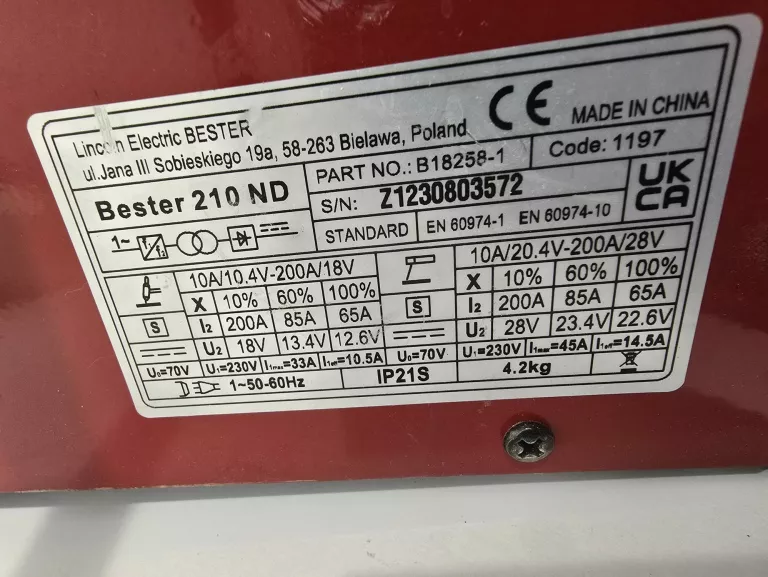 Lincoln Electric BESTER
ul.Jana III Sobieskiego 19a, 58-263 Bielawa, Poland
CE MADE IN CHINA
Bester 210 ND
PART NO.: B18258-1
Code: 1197
S/N: Z1230803572
STANDARD EN 60974-1 EN 60974-10
UK
CA
1~ f₁ f₂
10A/10.4V-200A/18V
X 10% 60% 100%
S I₂ 200A 85A 65A
U₂ 18V 13.4V 12.6V
U₀=70V U₁=230V I₁max=33A I₁eff=10.5A
10A/20.4V-200A/28V
X 10% 60% 100%
S I₂ 200A 85A 65A
U₂ 28V 23.4V 22.6V
U₀=70V U₁=230V I₁max=45A I₁eff=14.5A
1~50-60Hz IP21S 4.2kg